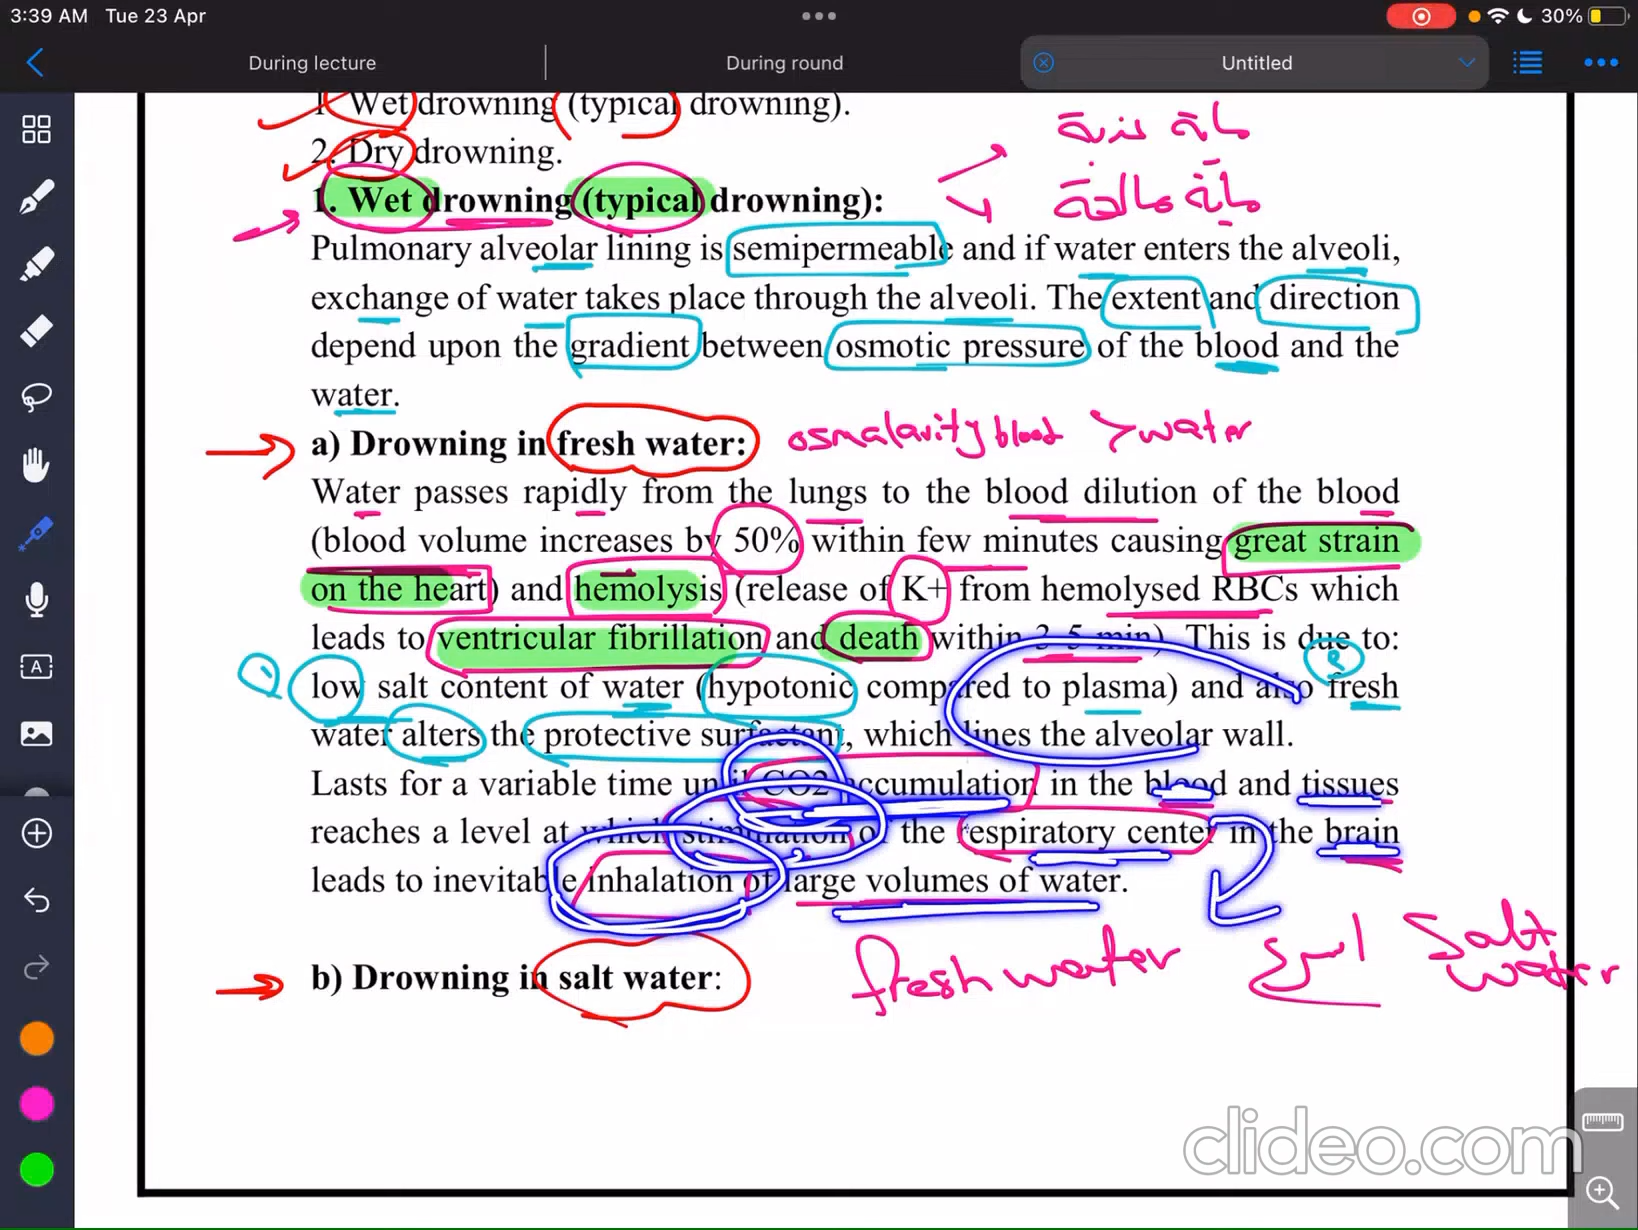 3:39 AM Tue 23 Apr
30%
During lecture
During round
Untitled
1. Wet drowning (typical drowning).
2. Dry drowning.
1. Wet drowning (typical drowning):
مياه عذبة
مياه مالحة
Pulmonary alveolar lining is semipermeable and if water enters the alveoli,
exchange of water takes place through the alveoli. The extent and direction
depend upon the gradient between osmotic pressure of the blood and the
water.
a) Drowning in fresh water: osmalarity blood > water
Water passes rapidly from the lungs to the blood dilution of the blood
(blood volume increases by 50% within few minutes causing great strain
on the heart) and hemolysis (release of K+ from hemolysed RBCs which
leads to ventricular fibrillation and death within 3-5 min). This is due to:
low salt content of water (hypotonic compared to plasma) and also fresh
water alters the protective surfactant, which lines the alveolar wall.
Lasts for a variable time until CO2 accumulation in the blood and tissues
reaches a level at which stimulation of the respiratory center in the brain
leads to inevitable inhalation of large volumes of water.
b) Drowning in salt water: fresh water اسرع salt water
clideo.com
A